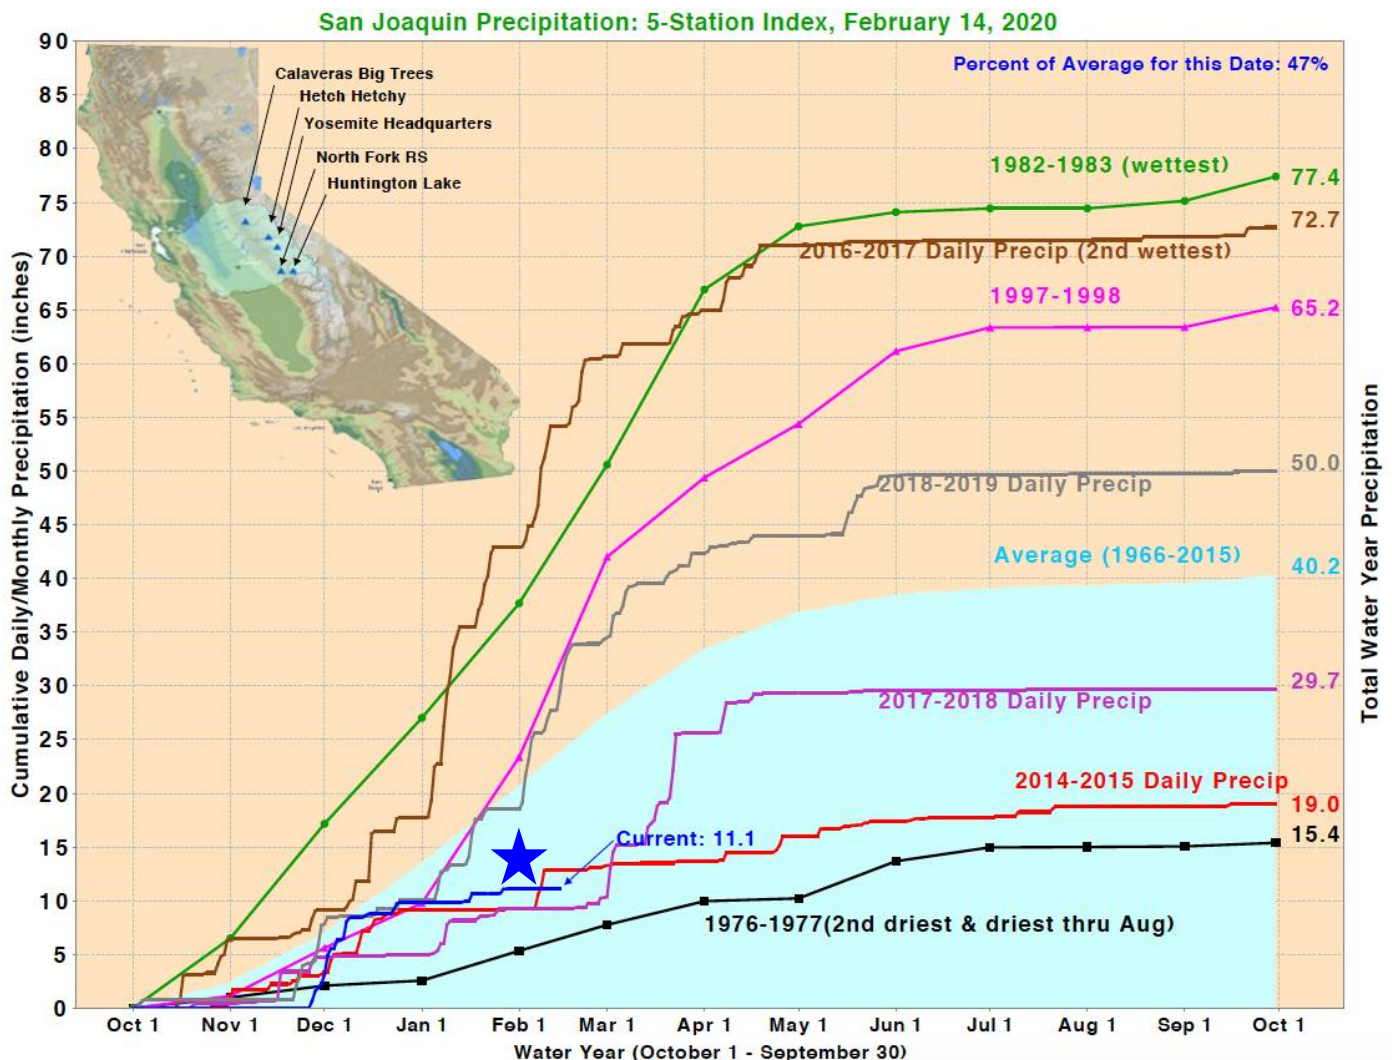 San Joaquin Precipitation: 5-Station Index, February 14, 2020
Percent of Average for this Date: 47%
Calaveras Big Trees
Hetch Hetchy
Yosemite Headquarters
North Fork RS
Huntington Lake
Cumulative Daily/Monthly Precipitation (inches)
90
85
80
75
70
65
60
55
50
45
40
35
30
25
20
15
10
5
0
1982-1983 (wettest)
77.4
72.7
2016-2017 Daily Precip (2nd wettest)
1997-1998
65.2
50.0
2018-2019 Daily Precip
Average (1966-2015)
40.2
29.7
2017-2018 Daily Precip
2014-2015 Daily Precip
19.0
Current: 11.1
15.4
1976-1977(2nd driest & driest thru Aug)
Total Water Year Precipitation
Oct 1 Nov 1 Dec 1 Jan 1 Feb 1 Mar 1 Apr 1 May 1 Jun 1 Jul 1 Aug 1 Sep 1 Oct 1
Water Year (October 1 - September 30)